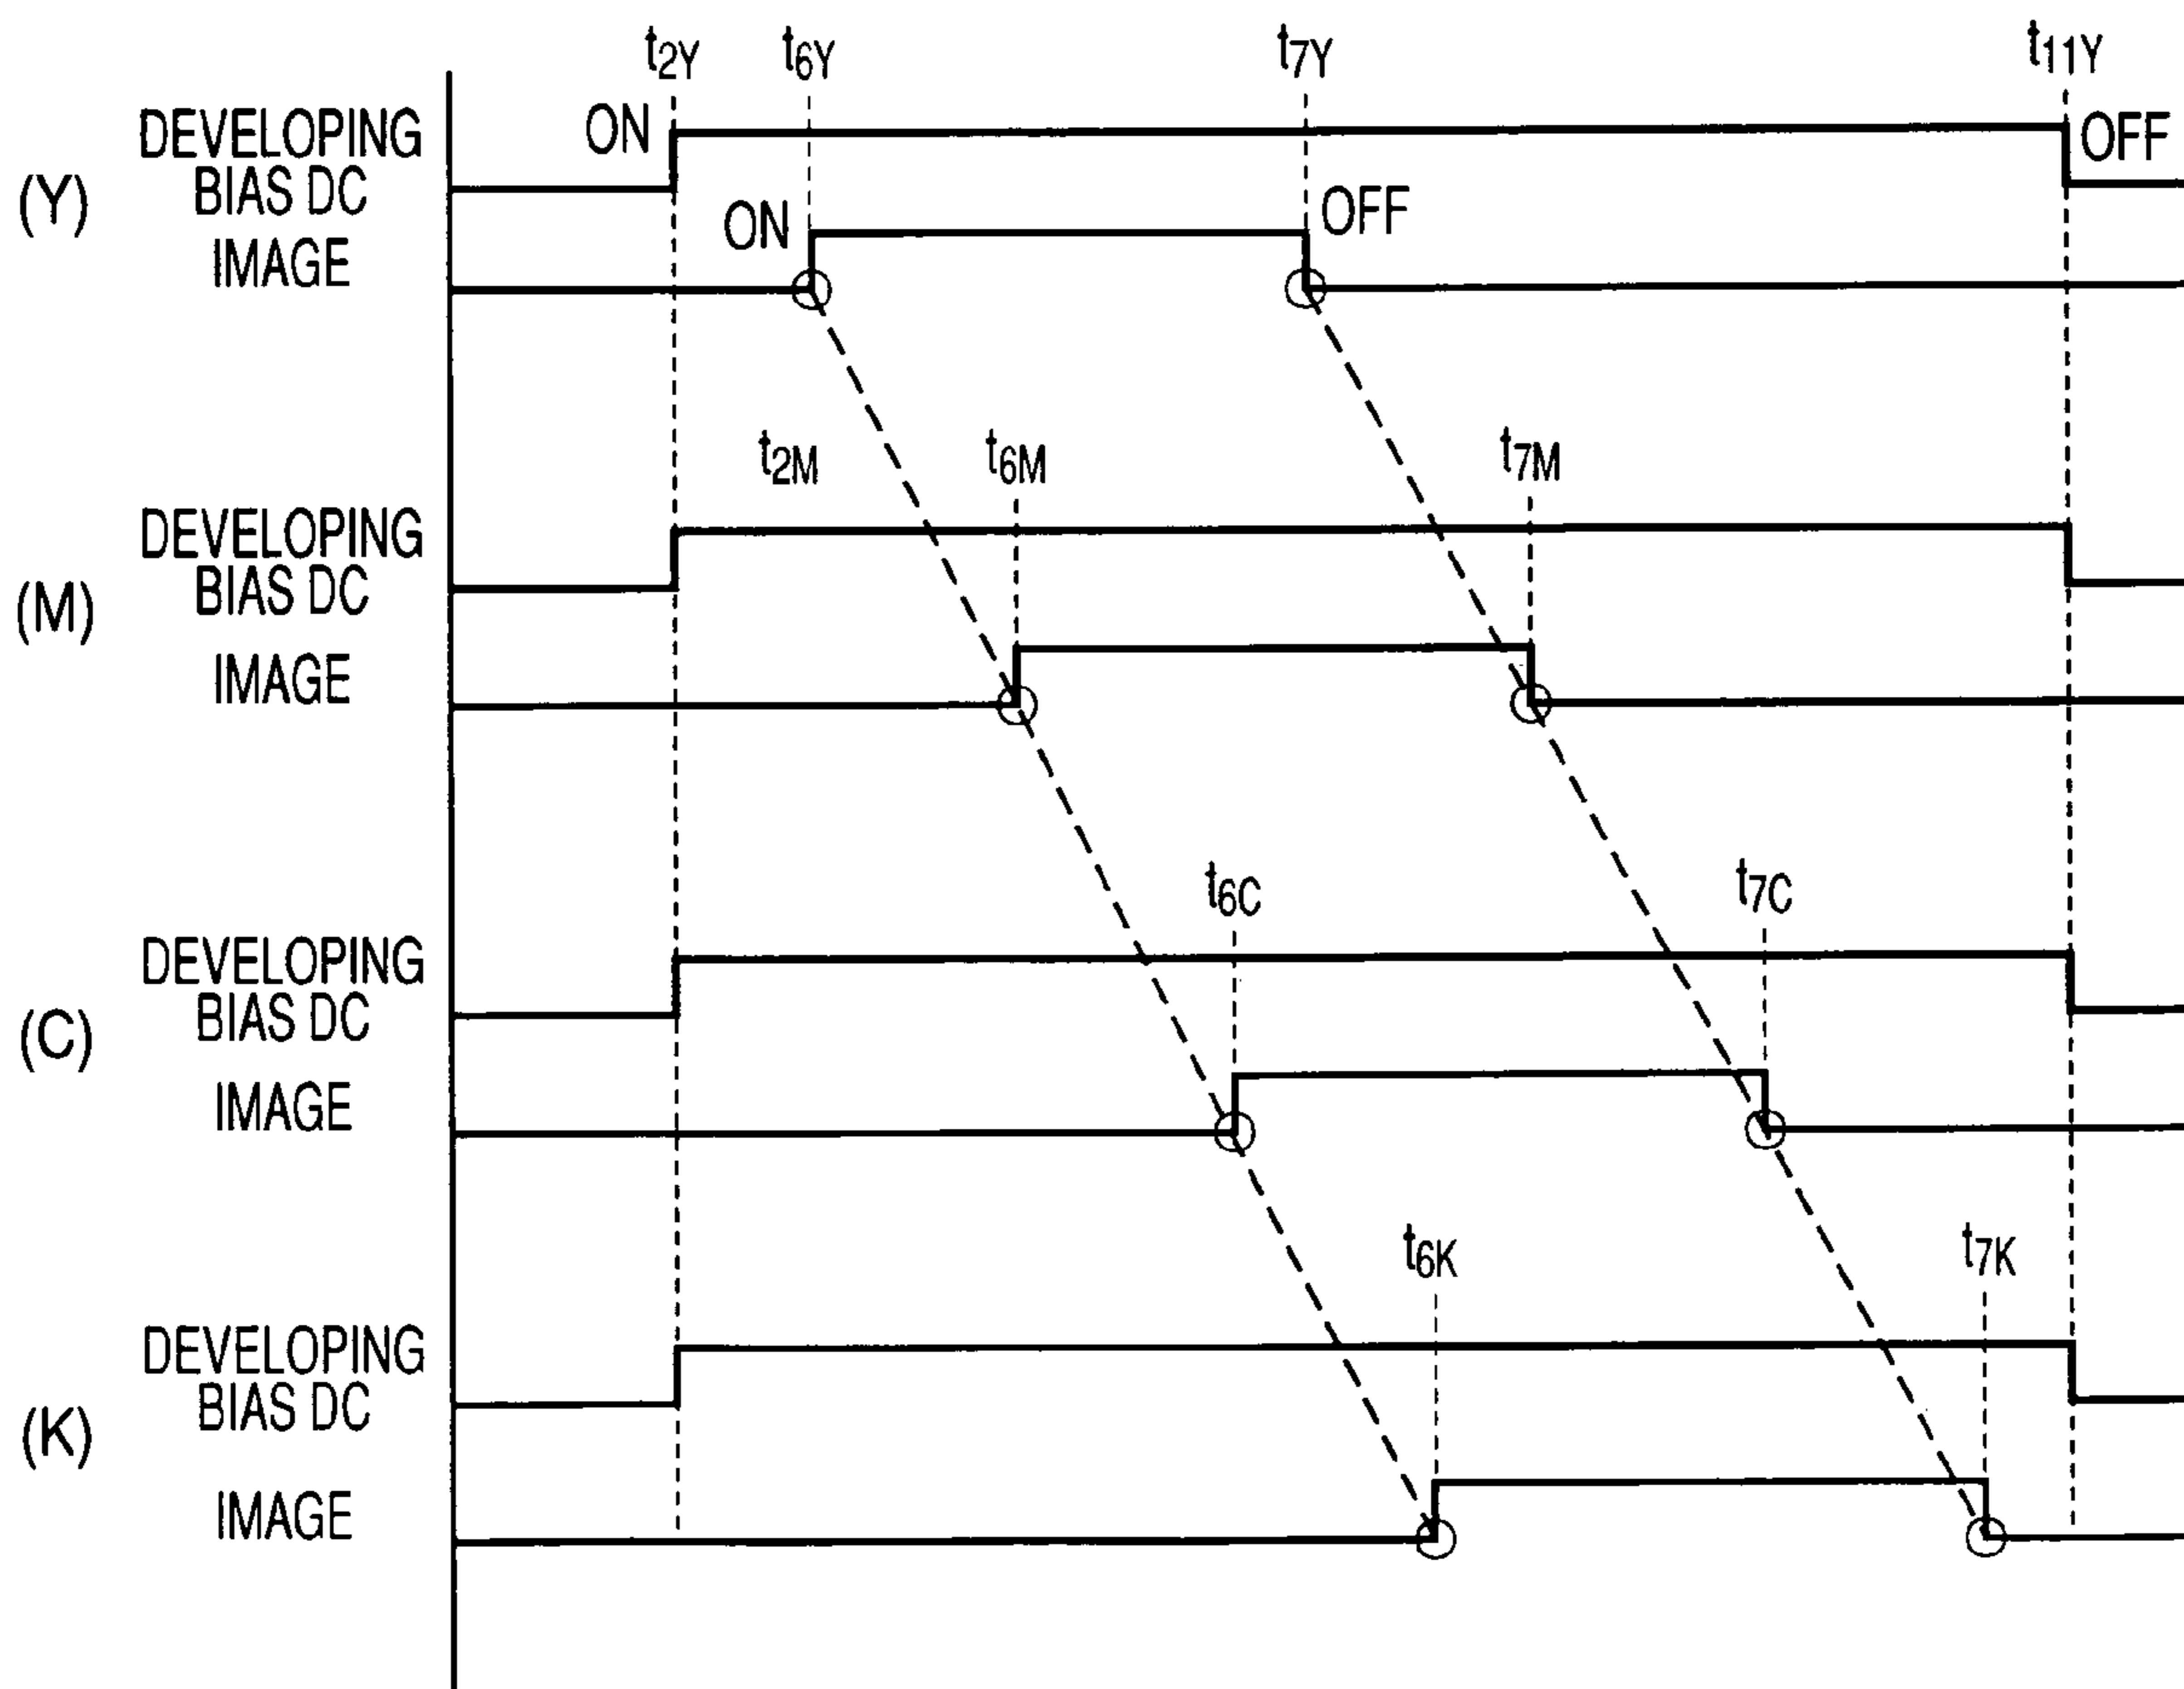 t2Y t6Y t7Y t11Y
DEVELOPING ON OFF
BIAS DC
(Y)
ON OFF
IMAGE
t2M t6M t7M
DEVELOPING
BIAS DC
(M)
IMAGE
t6C t7C
DEVELOPING
BIAS DC
(C)
IMAGE
t6K t7K
DEVELOPING
BIAS DC
(K)
IMAGE